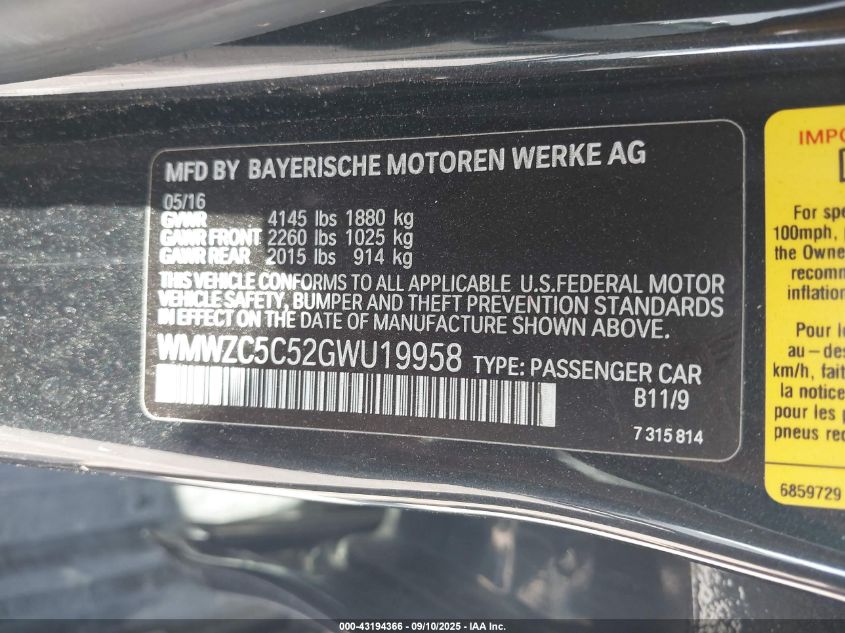 MFD BY BAYERISCHE MOTOREN WERKE AG
05/16
GVWR 4145 lbs 1880 kg
GAWR FRONT 2260 lbs 1025 kg
GAWR REAR 2015 lbs 914 kg
THIS VEHICLE CONFORMS TO ALL APPLICABLE U.S.FEDERAL MOTOR
VEHICLE SAFETY, BUMPER AND THEFT PREVENTION STANDARDS
IN EFFECT ON THE DATE OF MANUFACTURE SHOWN ABOVE.
WMWZC5C52GWU19958 TYPE: PASSENGER CAR
B11/9
7 315 814
For spe
100mph,
the Owne
recomm
inflation
Pour le
au-des
km/h, fait
la notice
pour les
pneus rec
6859729
000-43194366 - 09/10/2025 - IAA Inc.